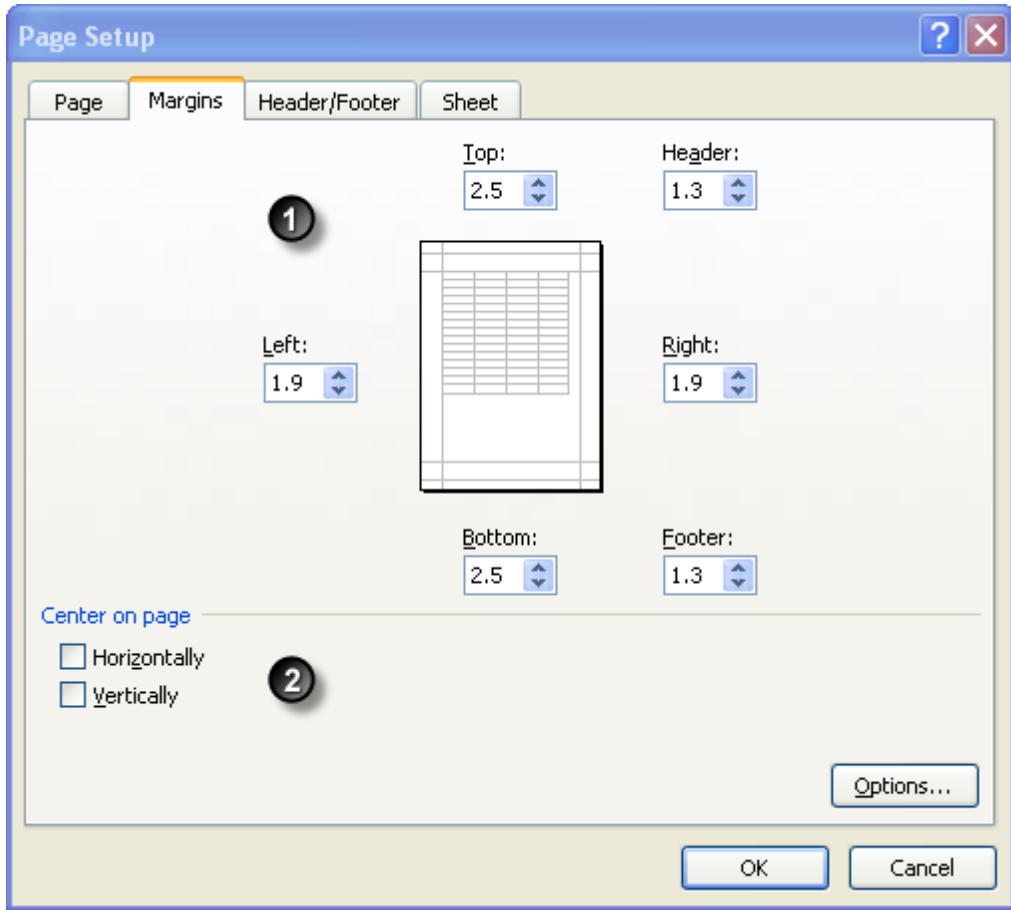 Page Setup
?
Page Margins Header/Footer Sheet
Top: Header:
2.5 1.3
1
Left: Right:
1.9 1.9
Bottom: Footer:
2.5 1.3
Center on page
Horizontally
2
Vertically
Options...
OK Cancel